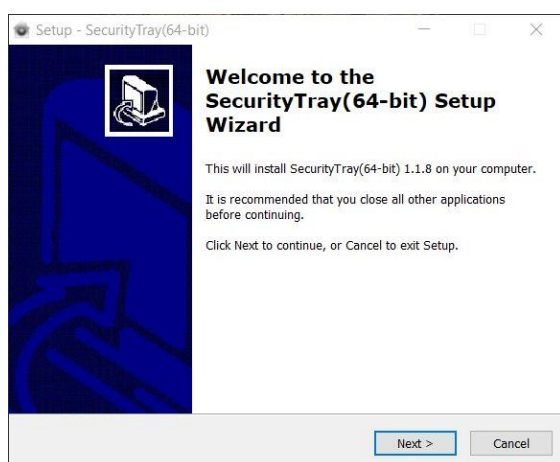 Setup - SecurityTray(64-bit)
Welcome to the
SecurityTray(64-bit) Setup
Wizard
This will install SecurityTray(64-bit) 1.1.8 on your computer.
It is recommended that you close all other applications
before continuing.
Click Next to continue, or Cancel to exit Setup.
Next >
Cancel